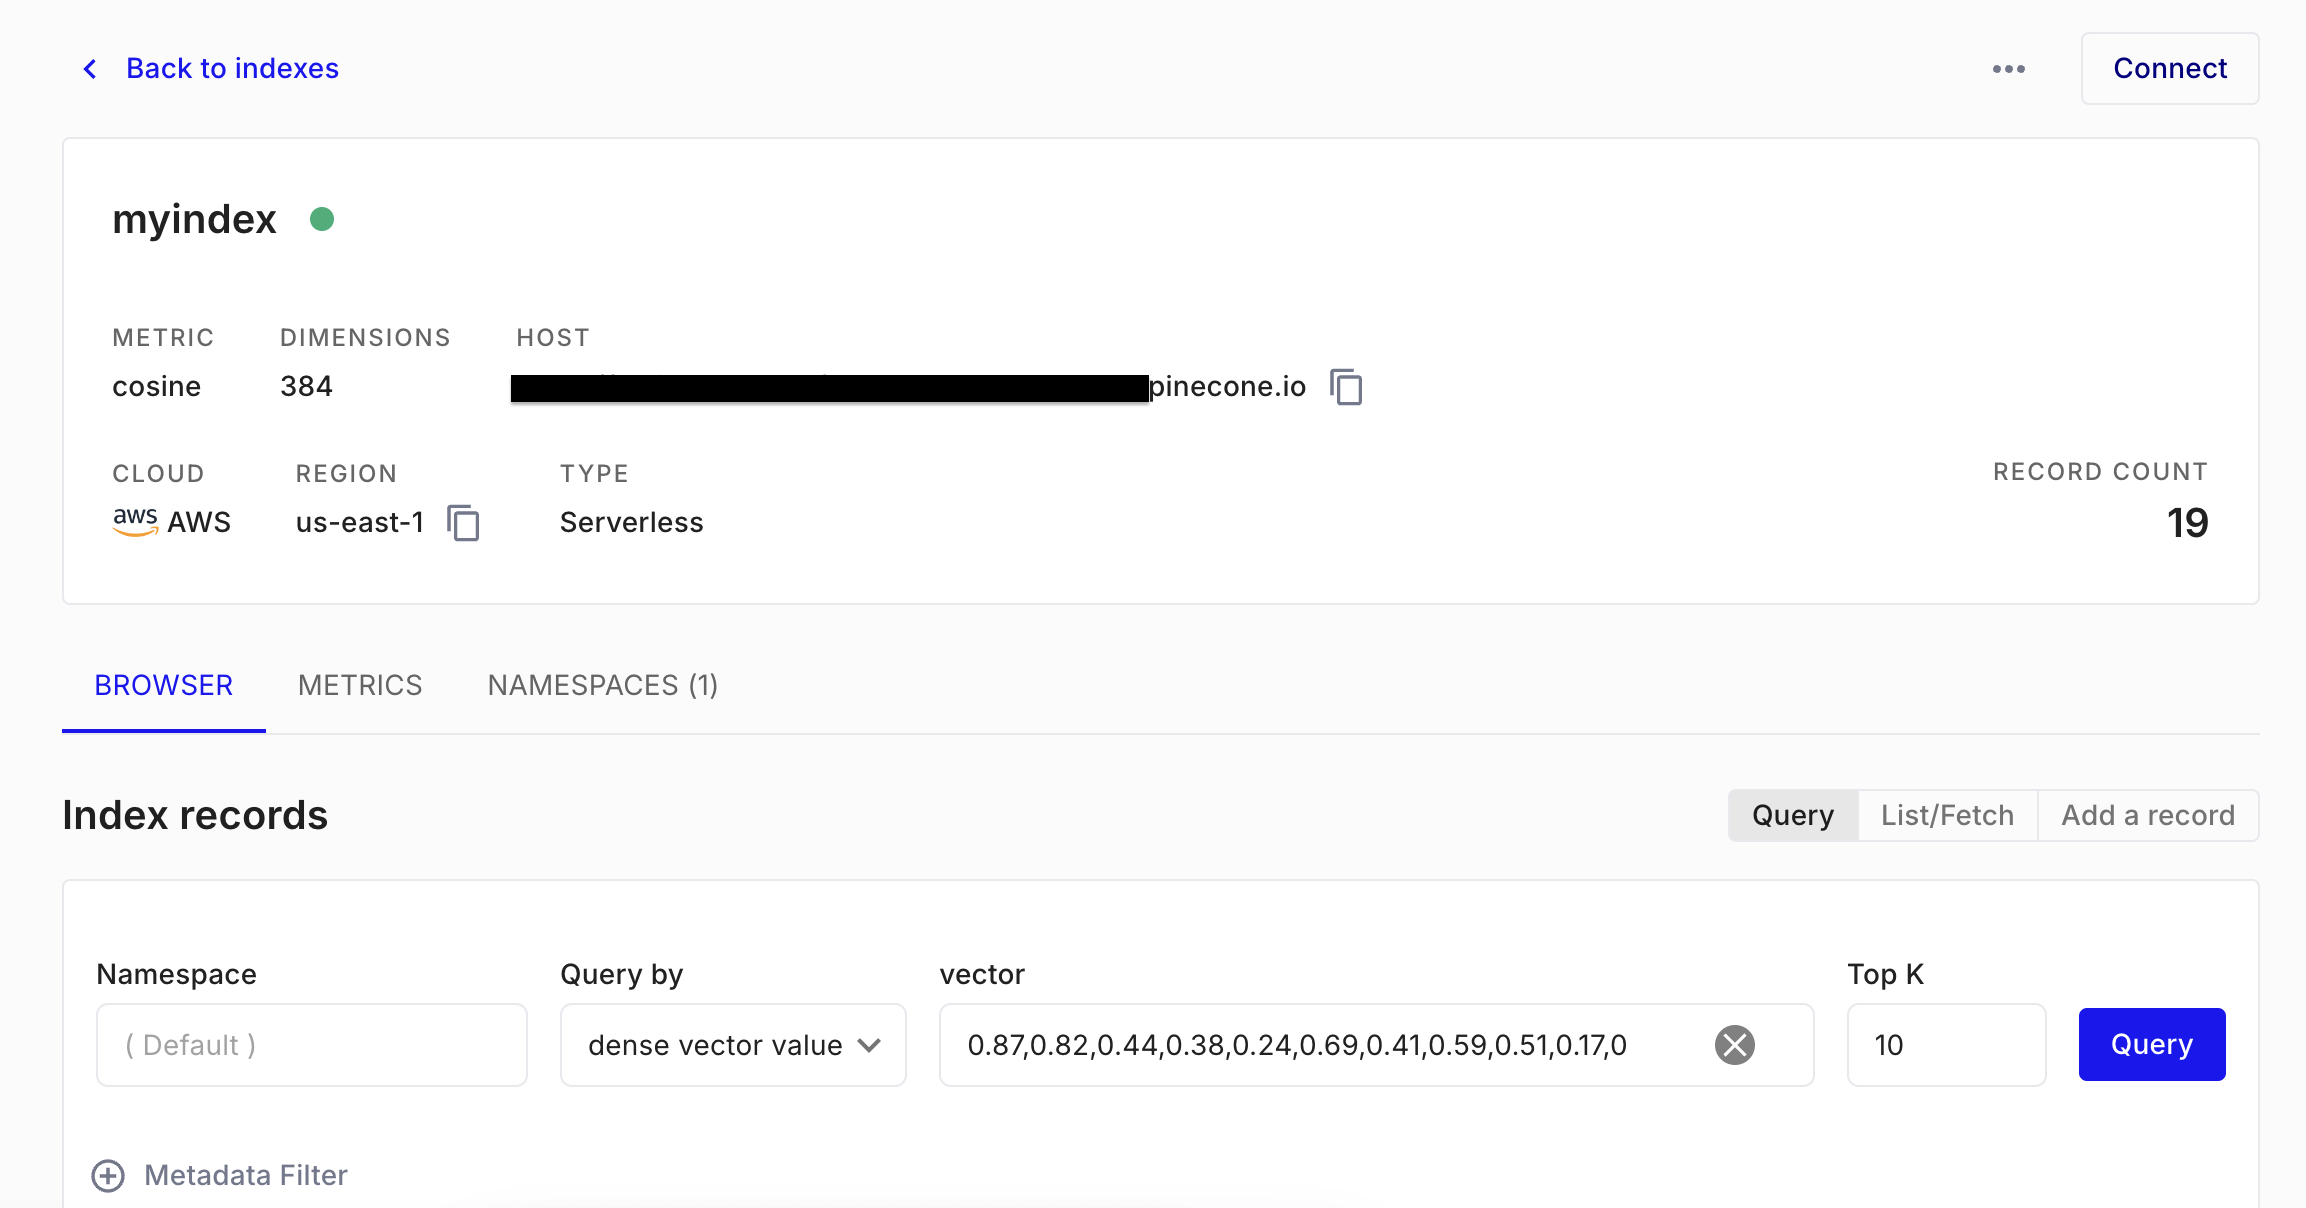 Back to indexes
Connect
myindex
METRIC DIMENSIONS HOST
cosine 384 pinecone.io
CLOUD REGION TYPE RECORD COUNT
aws AWS us-east-1 Serverless 19
BROWSER METRICS NAMESPACES (1)
Index records Query List/Fetch Add a record
Namespace Query by vector Top K
( Default ) dense vector value 0.87,0.82,0.44,0.38,0.24,0.69,0.41,0.59,0.51,0.17,0 10 Query
Metadata Filter